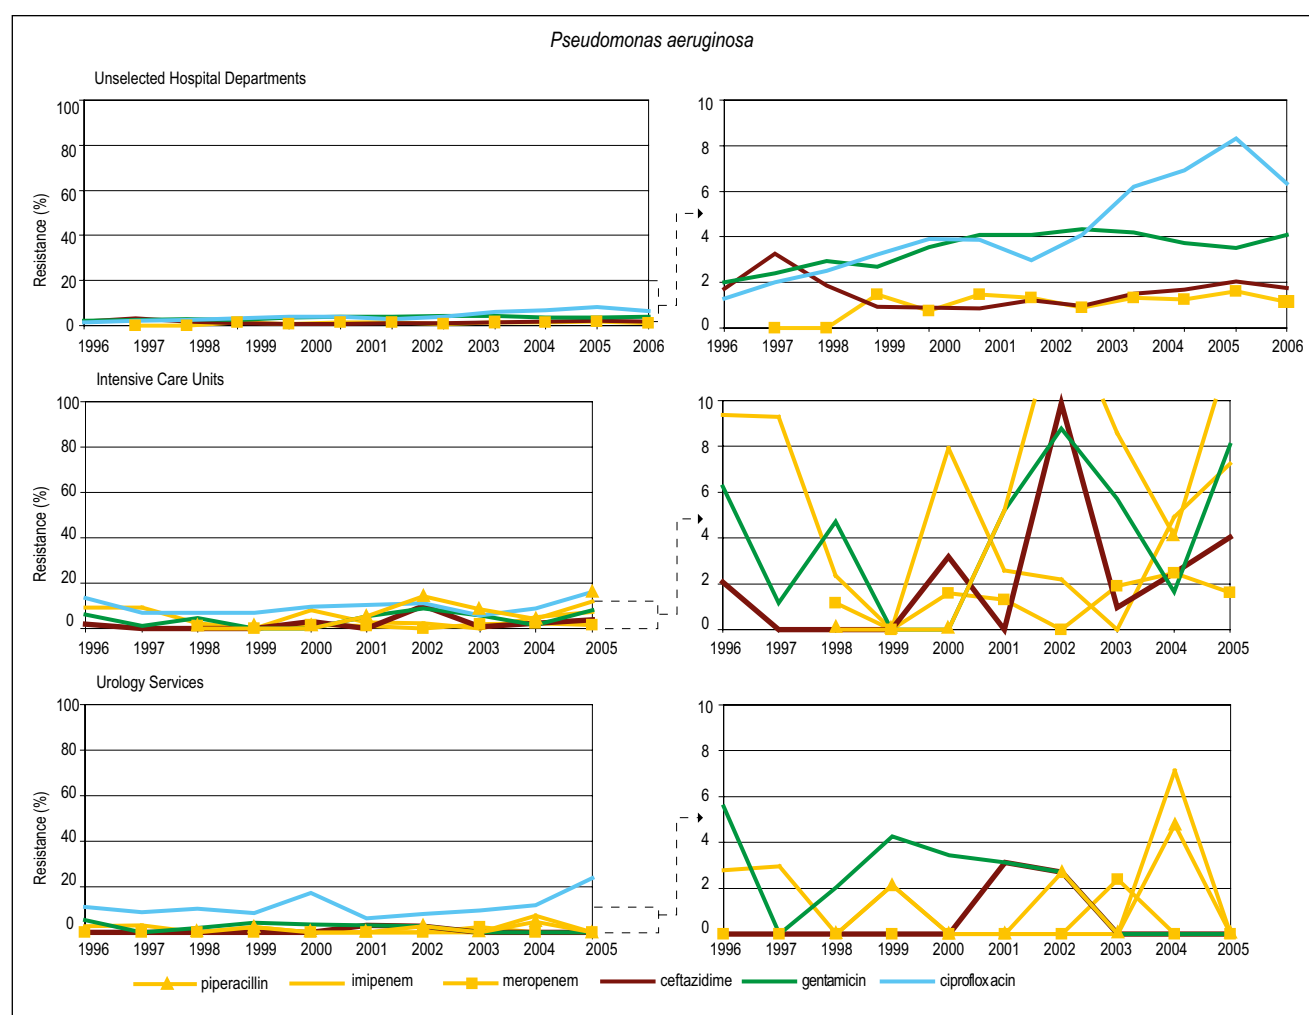 Pseudomonas aeruginosa
Unselected Hospital Departments
Resistance (%)
100
80
60
40
20
0
1996 1997 1998 1999 2000 2001 2002 2003 2004 2005 2006
10
8
6
4
2
0
1996 1997 1998 1999 2000 2001 2002 2003 2004 2005 2006
Intensive Care Units
Resistance (%)
100
80
60
40
20
0
1996 1997 1998 1999 2000 2001 2002 2003 2004 2005
10
8
6
4
2
0
1996 1997 1998 1999 2000 2001 2002 2003 2004 2005
Urology Services
Resistance (%)
100
80
60
40
20
0
1996 1997 1998 1999 2000 2001 2002 2003 2004 2005
10
8
6
4
2
0
1996 1997 1998 1999 2000 2001 2002 2003 2004 2005
piperacillin imipenem meropenem ceftazidime gentamicin ciprofloxacin